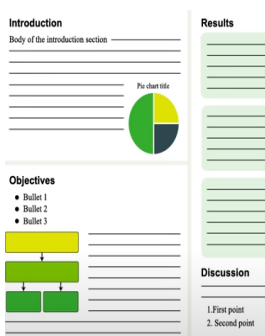 Introduction
Body of the introduction section
Pie chart title
Objectives
Bullet 1
Bullet 2
Bullet 3
Results
Discussion
1.First point
2. Second point